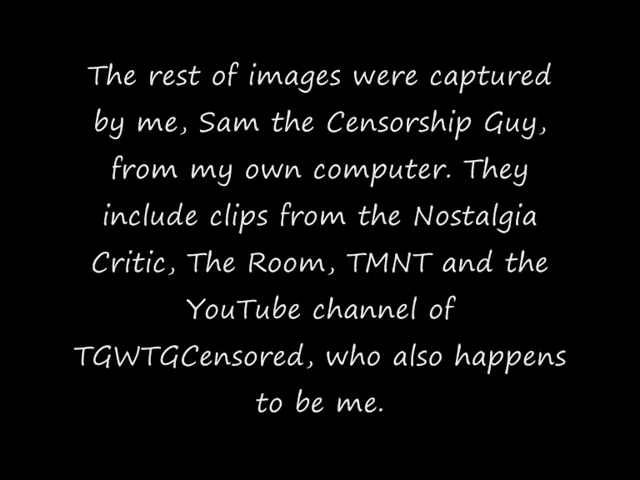 The rest of images were captured
by me, Sam the Censorship Guy,
from my own computer. They
include clips from the Nostalgia
Critic, The Room, TMNT and the
YouTube channel of
TGWTGCensored, who also happens
to be me.